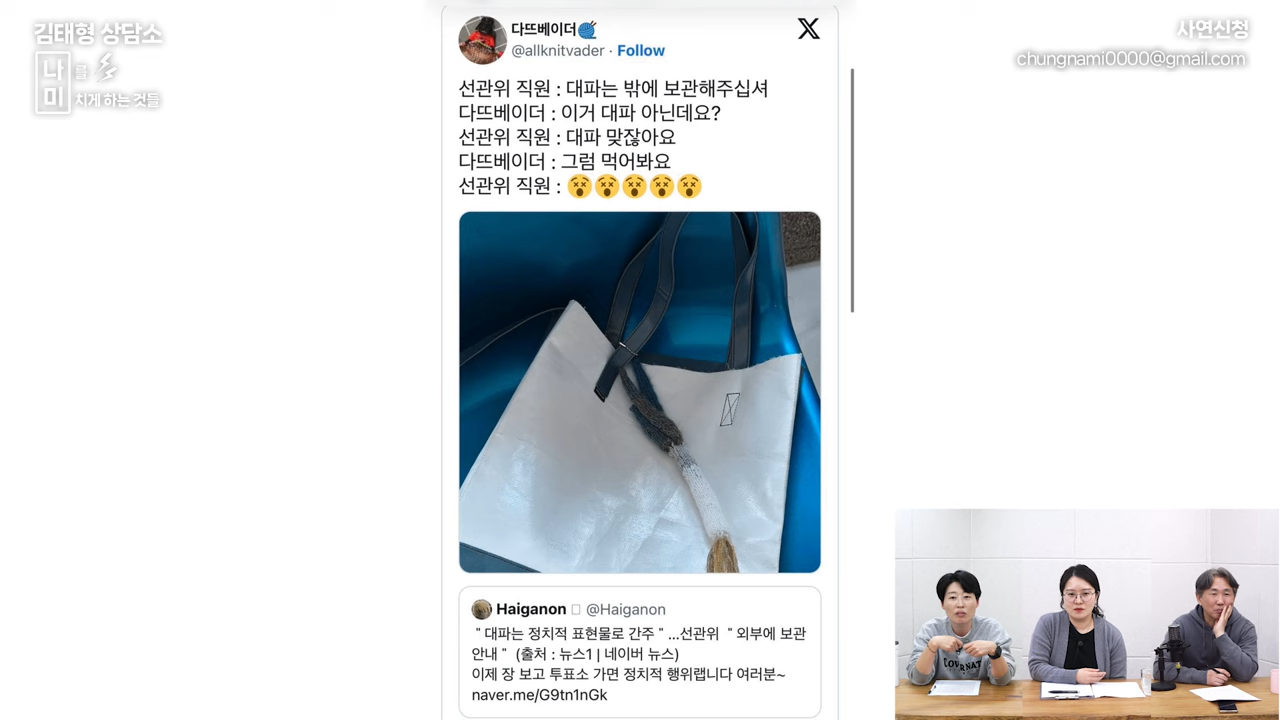 김태형 상담소
나를
미치게 하는 것들
사연신청
chungnami0000@gmail.com
다뜨베이더🧶
@allknitvader · Follow
선관위 직원 : 대파는 밖에 보관해주십셔
다뜨베이더 : 이거 대파 아닌데요?
선관위 직원 : 대파 맞잖아요
다뜨베이더 : 그럼 먹어봐요
선관위 직원 : 😵😵😵😵😵
Haiganon @Haiganon
"대파는 정치적 표현물로 간주"...선관위 "외부에 보관
안내" (출처 : 뉴스1 | 네이버 뉴스)
이제 장 보고 투표소 가면 정치적 행위랩니다 여러분~
naver.me/G9tn1nGk